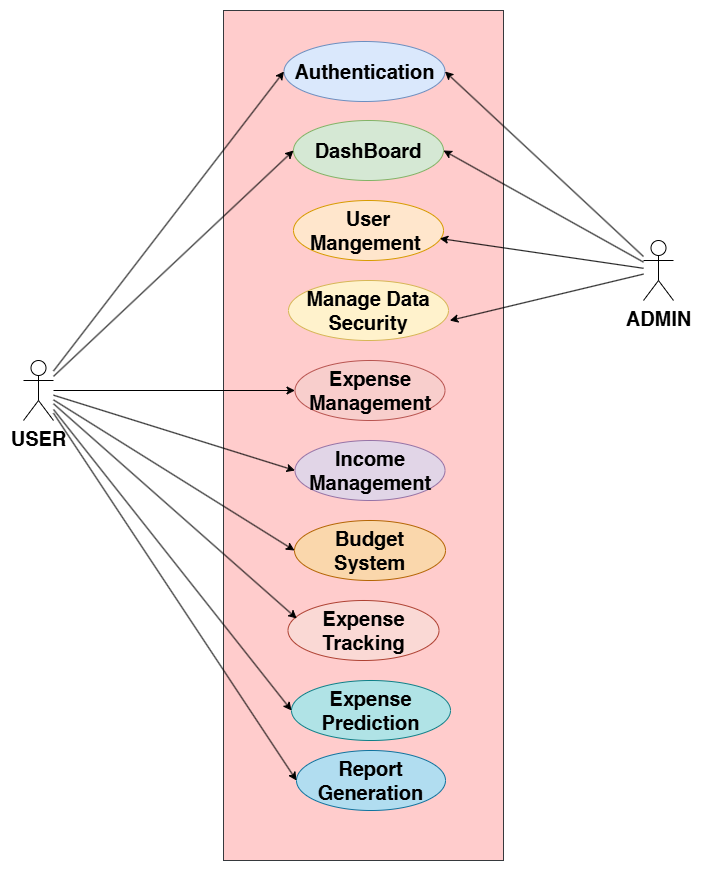 Authentication
DashBoard
User
Mangement
Manage Data
Security
Expense
Management
Income
Management
Budget
System
Expense
Tracking
Expense
Prediction
Report
Generation
USER
ADMIN